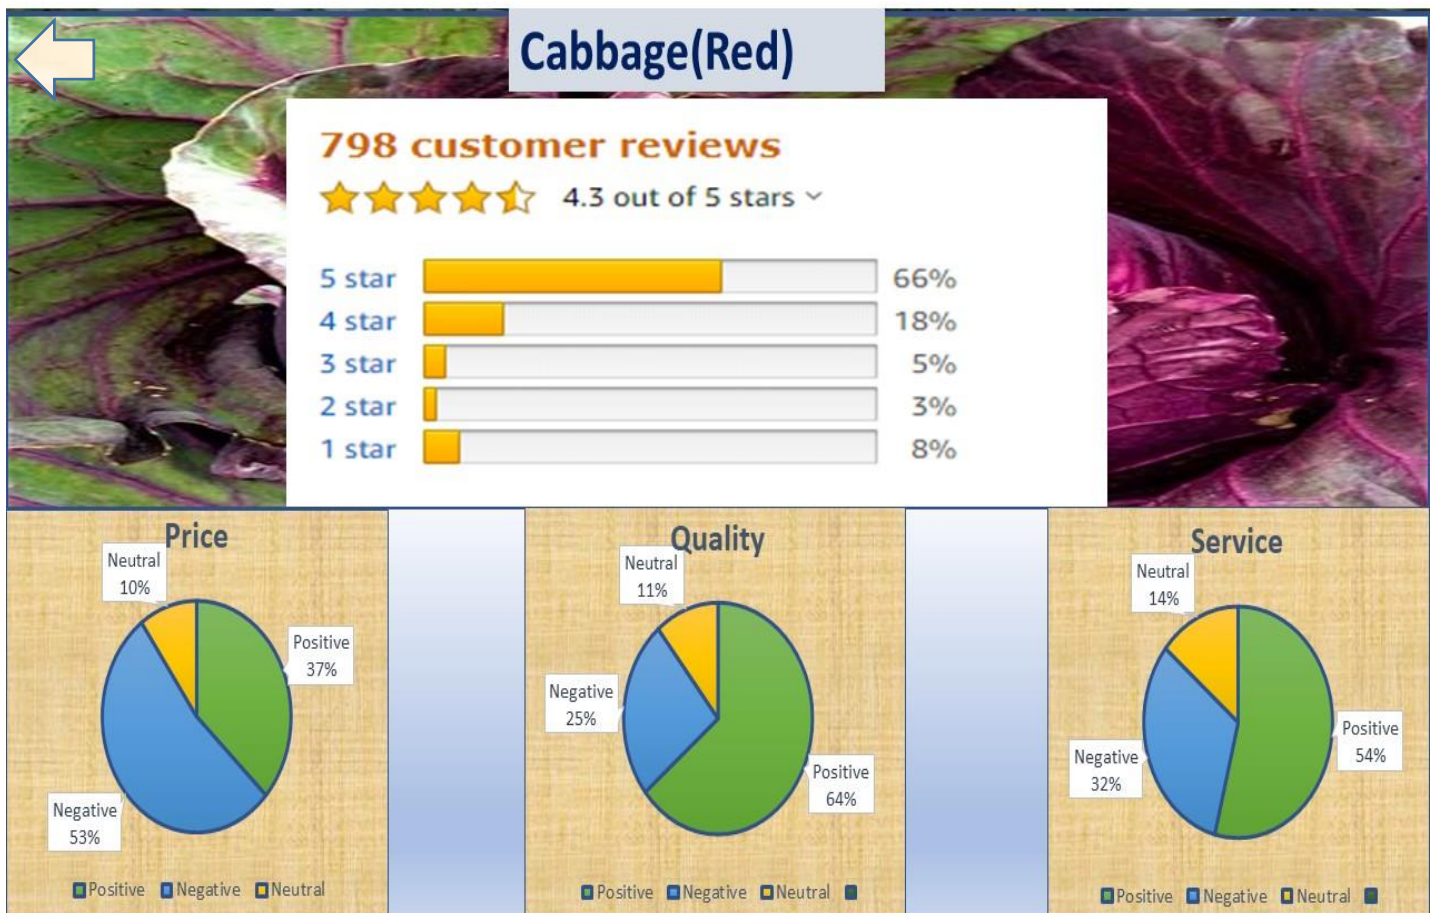 Cabbage(Red)
798 customer reviews
4.3 out of 5 stars
5 star 66%
4 star 18%
3 star 5%
2 star 3%
1 star 8%
Price
Neutral
10%
Positive
37%
Negative
53%
Positive Negative Neutral
Quality
Neutral
11%
Negative
25%
Positive
64%
Positive Negative Neutral
Service
Neutral
14%
Positive
54%
Negative
32%
Positive Negative Neutral